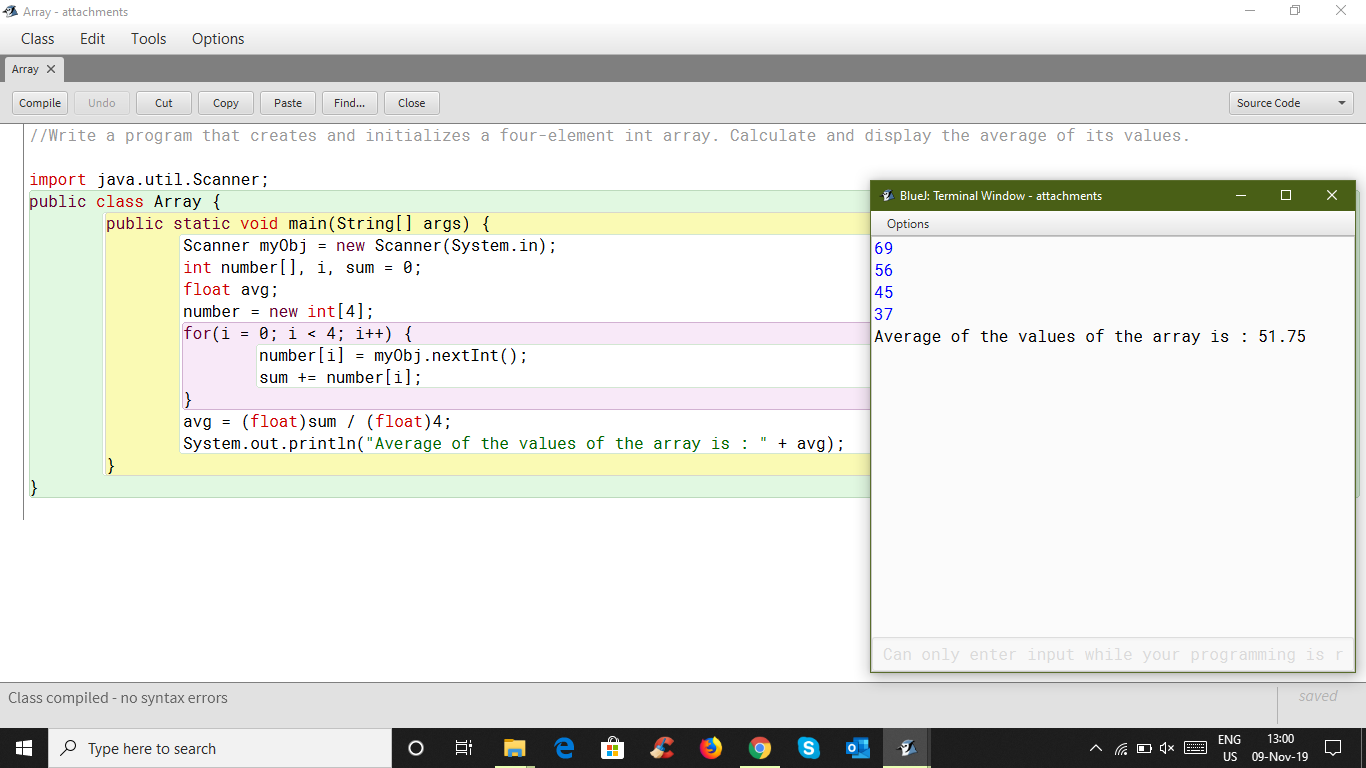 Array - attachments
Class Edit Tools Options
Array
Compile Undo Cut Copy Paste Find... Close Source Code
//Write a program that creates and initializes a four-element int array. Calculate and display the average of its values.
import java.util.Scanner;
public class Array {
public static void main(String[] args) {
Scanner myObj = new Scanner(System.in);
int number[], i, sum = 0;
float avg;
number = new int[4];
for(i = 0; i < 4; i++) {
number[i] = myObj.nextInt();
sum += number[i];
}
avg = (float)sum / (float)4;
System.out.println("Average of the values of the array is : " + avg);
}
}
BlueJ: Terminal Window - attachments
Options
69
56
45
37
Average of the values of the array is : 51.75
Can only enter input while your programming is r
Class compiled - no syntax errors
saved
Type here to search
ENG
US
13:00
09-Nov-19